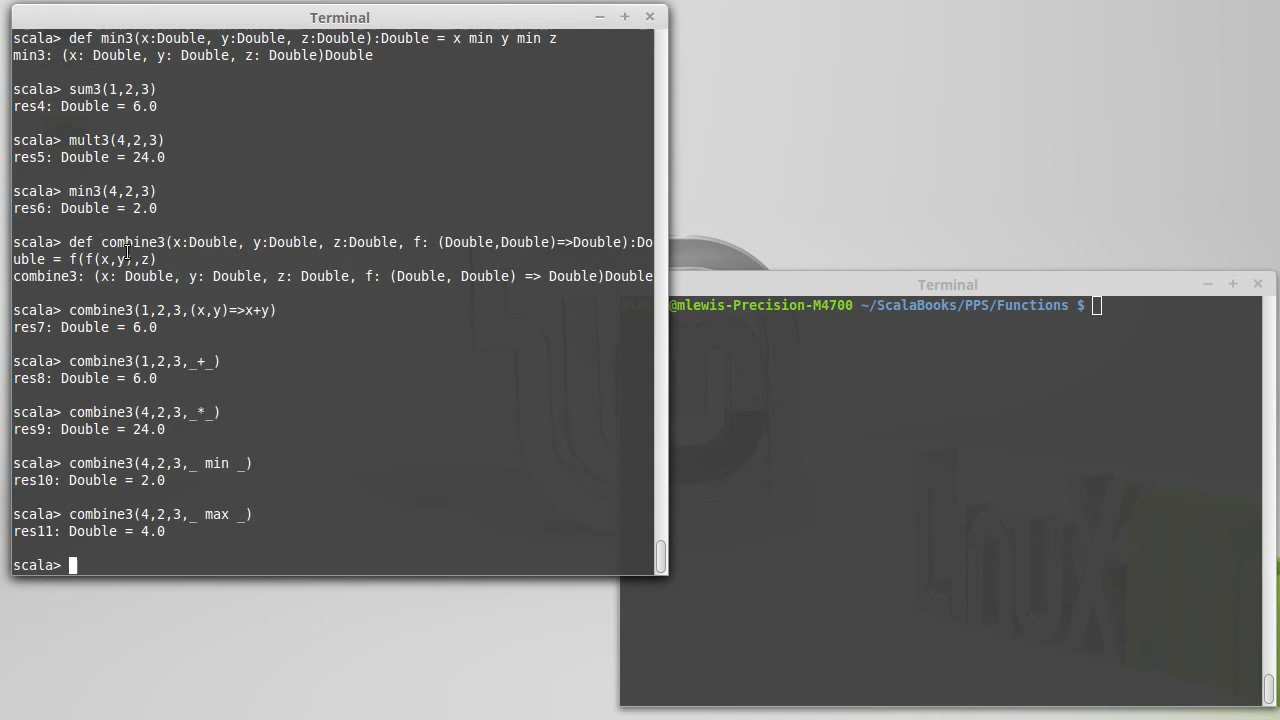 Terminal
scala> def min3(x:Double, y:Double, z:Double):Double = x min y min z
min3: (x: Double, y: Double, z: Double)Double
scala> sum3(1,2,3)
res4: Double = 6.0
scala> mult3(4,2,3)
res5: Double = 24.0
scala> min3(4,2,3)
res6: Double = 2.0
scala> def combine3(x:Double, y:Double, z:Double, f: (Double,Double)=>Double):Do
uble = f(f(x,y),z)
combine3: (x: Double, y: Double, z: Double, f: (Double, Double) => Double)Double
scala> combine3(1,2,3,(x,y)=>x+y)
res7: Double = 6.0
scala> combine3(1,2,3,_+_)
res8: Double = 6.0
scala> combine3(4,2,3,_*_)
res9: Double = 24.0
scala> combine3(4,2,3,_ min _)
res10: Double = 2.0
scala> combine3(4,2,3,_ max _)
res11: Double = 4.0
scala>
Terminal
@mlewis-Precision-M4700 ~/ScalaBooks/PPS/Functions $
Linux